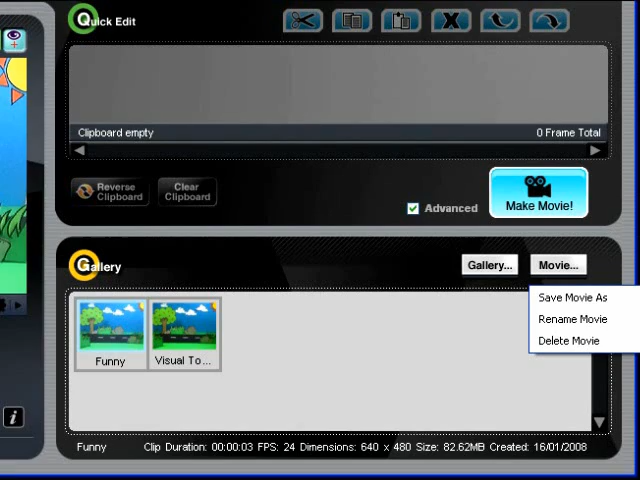 Quick Edit
Clipboard empty
0 Frame Total
Reverse
Clipboard
Clear
Clipboard
Advanced
Make Movie!
Gallery
Gallery...
Movie...
Save Movie As
Rename Movie
Delete Movie
Funny
Visual To...
i
Funny
Clip Duration: 00:00:03 FPS: 24 Dimensions: 640 x 480 Size: 82.62MB Created: 16/01/2008